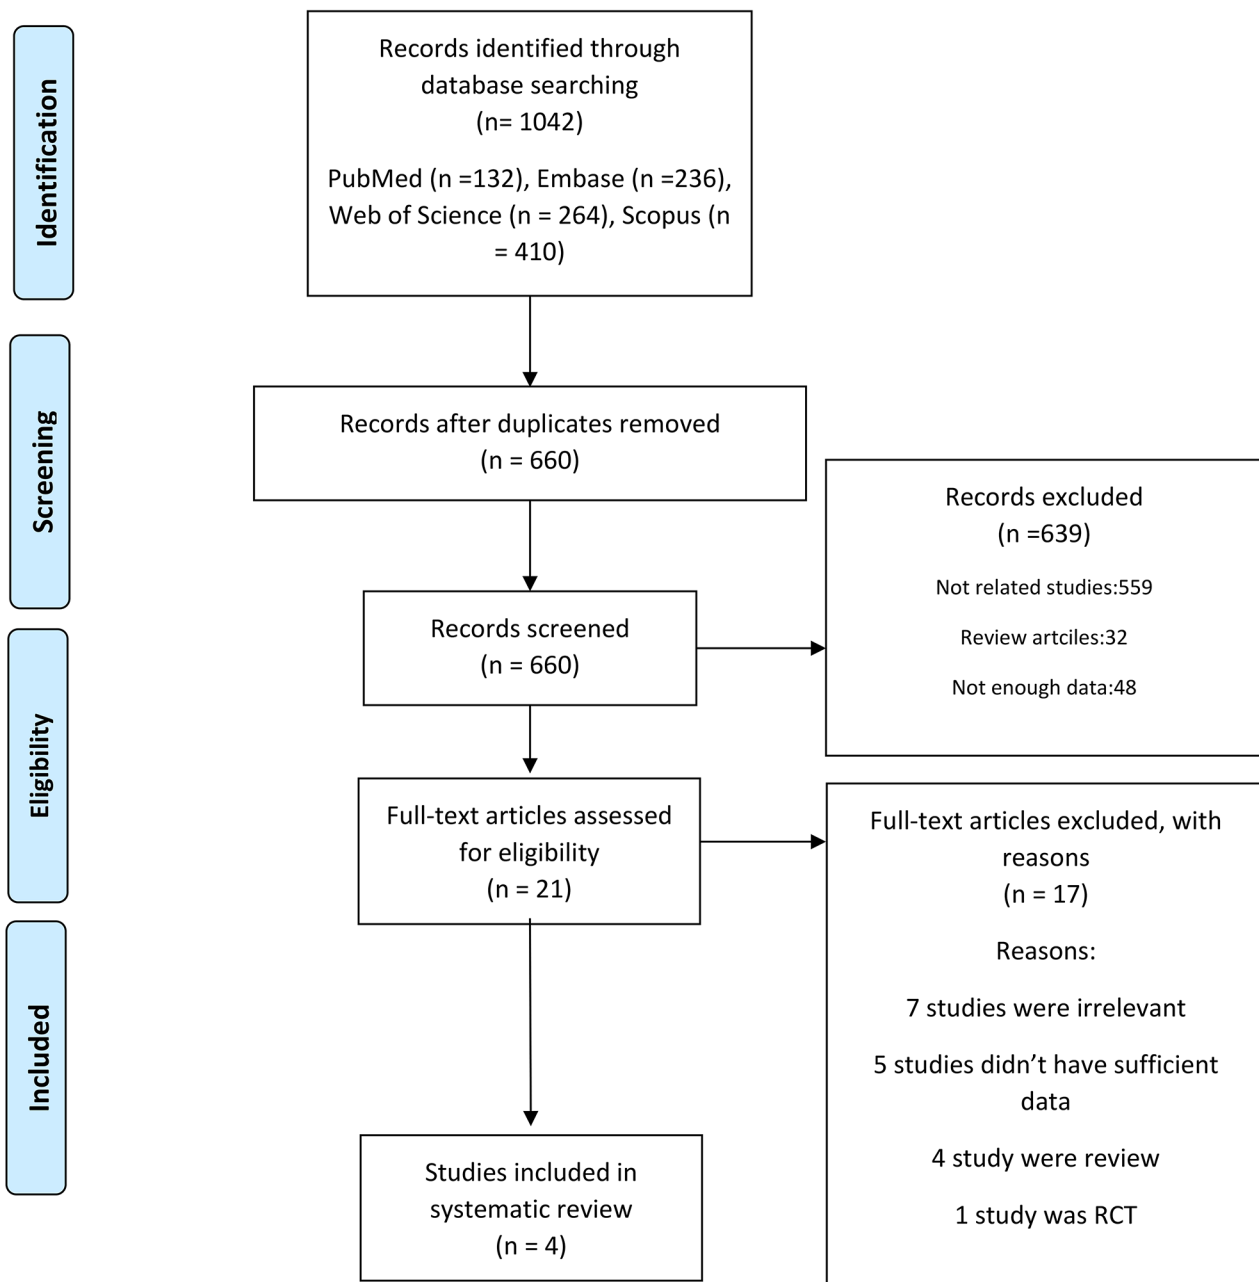 Identification
Records identified through
database searching
(n= 1042)
PubMed (n =132), Embase (n =236),
Web of Science (n = 264), Scopus (n
= 410)
Screening
Records after duplicates removed
(n = 660)
Records screened
(n = 660)
Records excluded
(n =639)
Not related studies:559
Review artciles:32
Not enough data:48
Eligibility
Full-text articles assessed
for eligibility
(n = 21)
Full-text articles excluded, with
reasons
(n = 17)
Reasons:
7 studies were irrelevant
5 studies didn’t have sufficient
data
4 study were review
1 study was RCT
Included
Studies included in
systematic review
(n = 4)